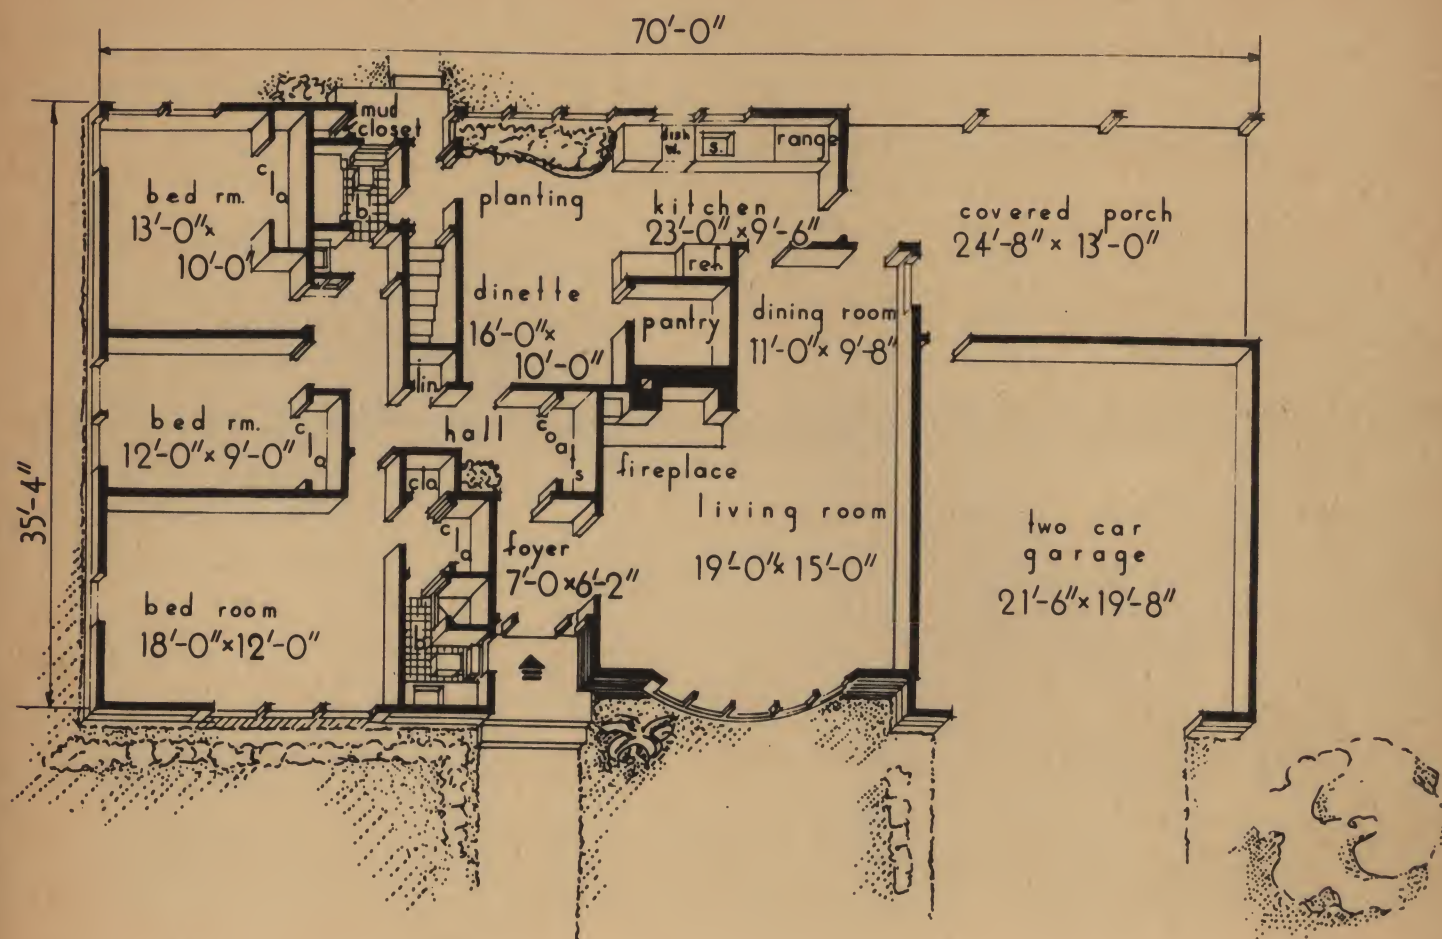 70'-0"
mud
closet
dish
w.
s.
range
bed rm.
13'-0"x
10'-0"
cla
b.
planting
kitchen
23'-0"x9'-6"
covered porch
24'-8" x 13'-0"
ref.
dinette
16'-0"x
10'-0"
pantry
dining room
11'-0"x 9'-8"
lin
35'-4"
bed rm.
12'-0"x 9'-0"
cla
hall
coats
cla
fireplace
living room
19'-0"x 15'-0"
cla
foyer
7'-0x6'-2"
two car
garage
21'-6"x19'-8"
bed room
18'-0"x12'-0"
b.